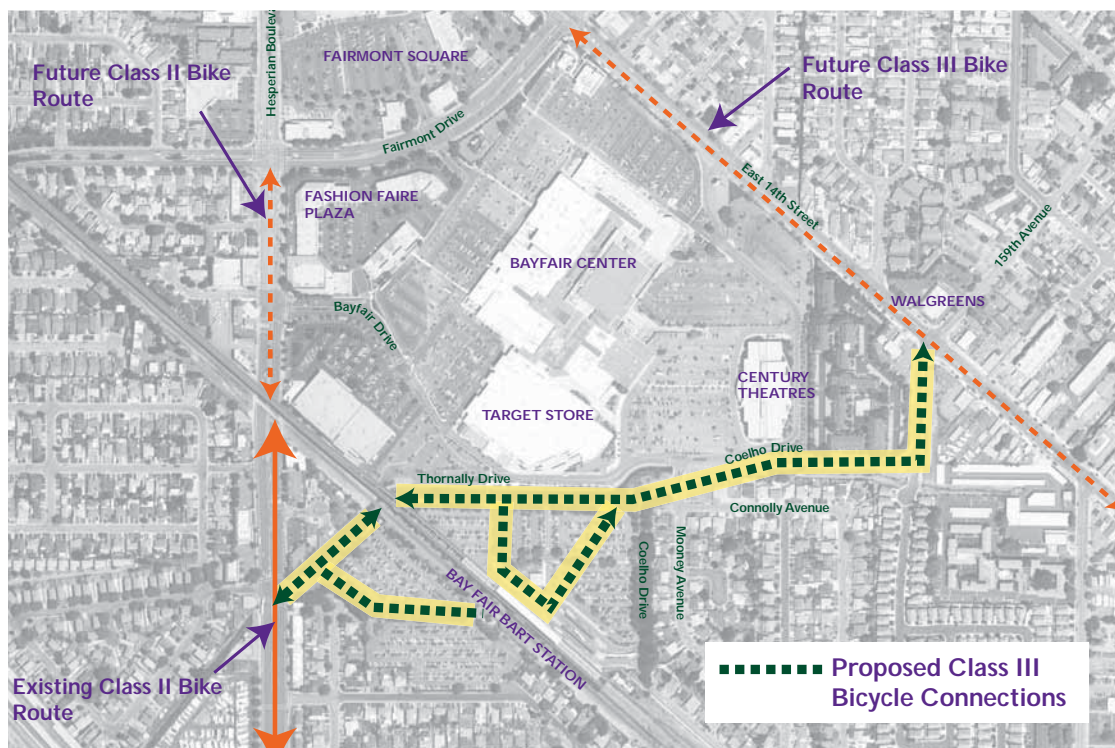 Hesperian Bouleva
FAIRMONT SQUARE
Future Class II Bike
Route
Future Class III Bike
Route
Fairmont Drive
East 14th Street
FASHION FAIRE
PLAZA
159th Avenue
BAYFAIR CENTER
WALGREENS
Bayfair Drive
CENTURY
THEATRES
TARGET STORE
Coelho Drive
Thornally Drive
Connolly Avenue
Mooney Avenue
Coelho Drive
BAY FAIR BART STATION
Existing Class II Bike
Route
Proposed Class III
Bicycle Connections